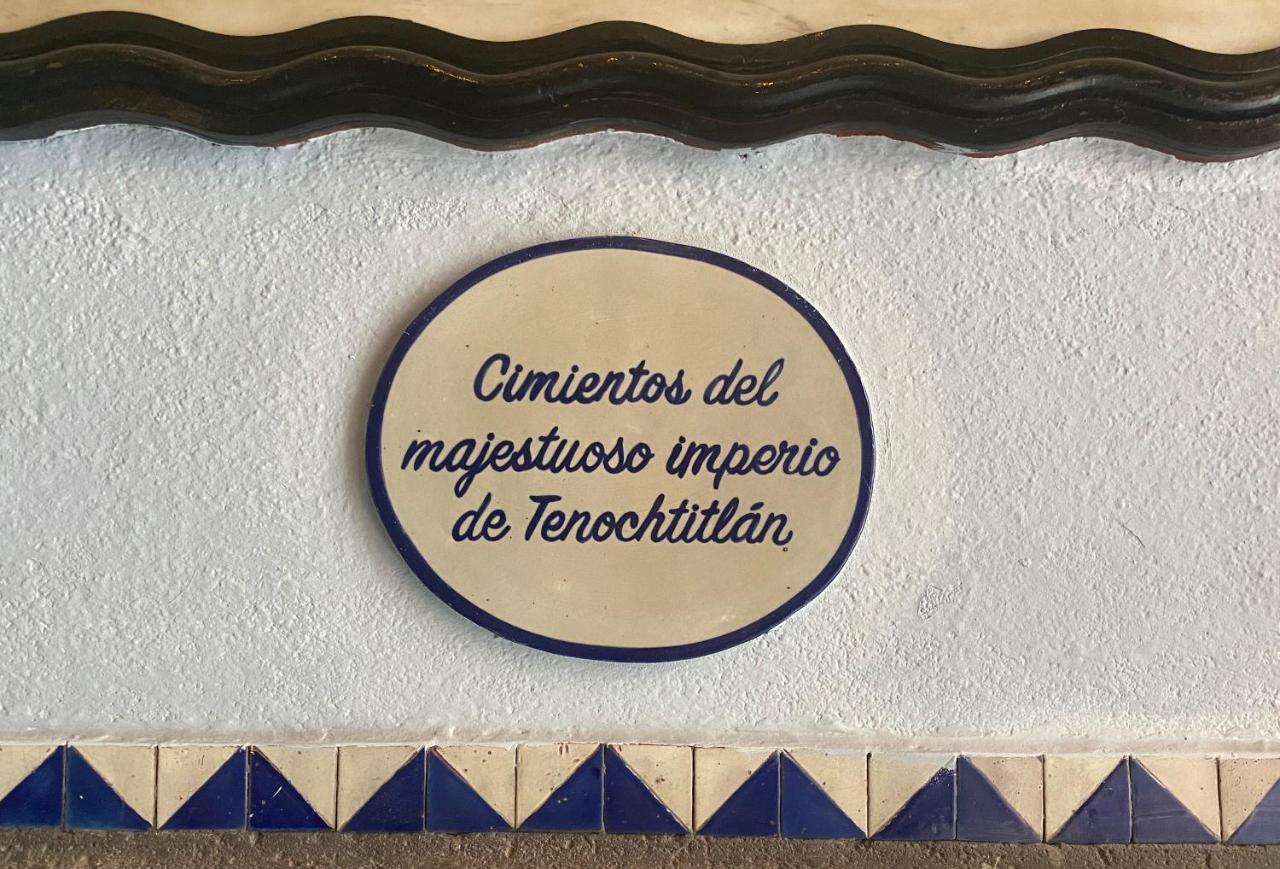 Cimientos del
majestuoso imperio
de Tenochtitlán